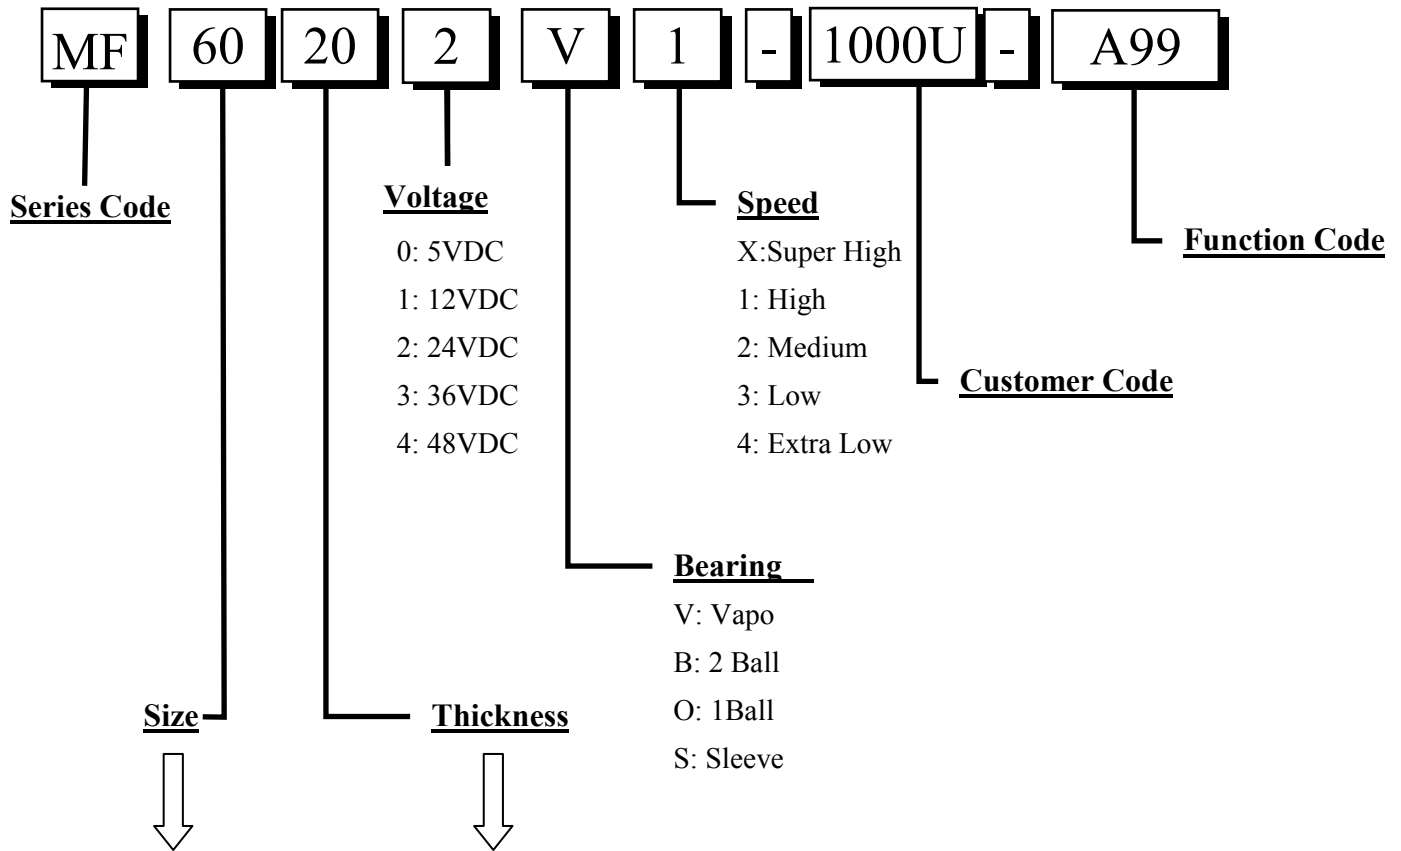 MF 60 20 2 V 1 - 1000U - A99
Series Code
Voltage
0: 5VDC
1: 12VDC
2: 24VDC
3: 36VDC
4: 48VDC
Speed
X:Super High
1: High
2: Medium
3: Low
4: Extra Low
Function Code
Customer Code
Bearing
V: Vapo
B: 2 Ball
O: 1Ball
S: Sleeve
Size
Thickness